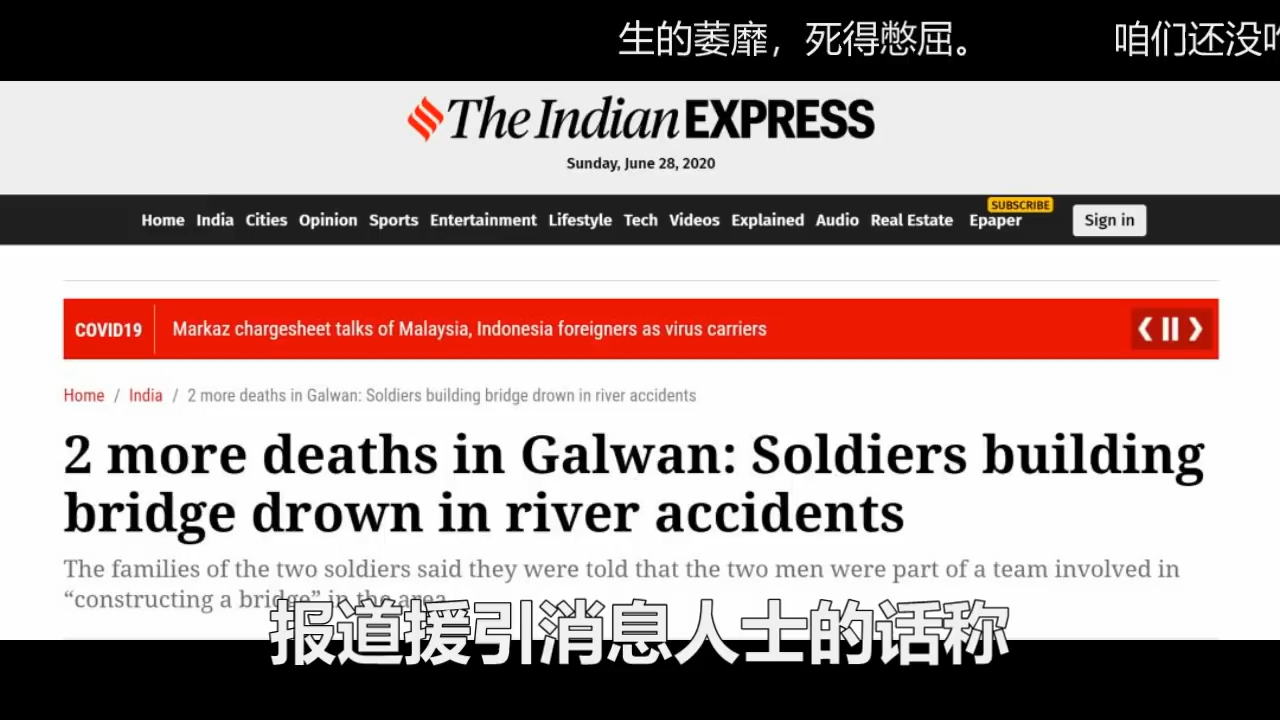 生的萎靡，死得憋屈。 咱们还没
The Indian EXPRESS
Sunday, June 28, 2020
SUBSCRIBE
Home India Cities Opinion Sports Entertainment Lifestyle Tech Videos Explained Audio Real Estate Epaper Sign in
COVID19 Markaz chargesheet talks of Malaysia, Indonesia foreigners as virus carriers
Home / India / 2 more deaths in Galwan: Soldiers building bridge drown in river accidents
2 more deaths in Galwan: Soldiers building
bridge drown in river accidents
The families of the two soldiers said they were told that the two men were part of a team involved in
“constructing a bridge” in the area.
报道援引消息人士的话称